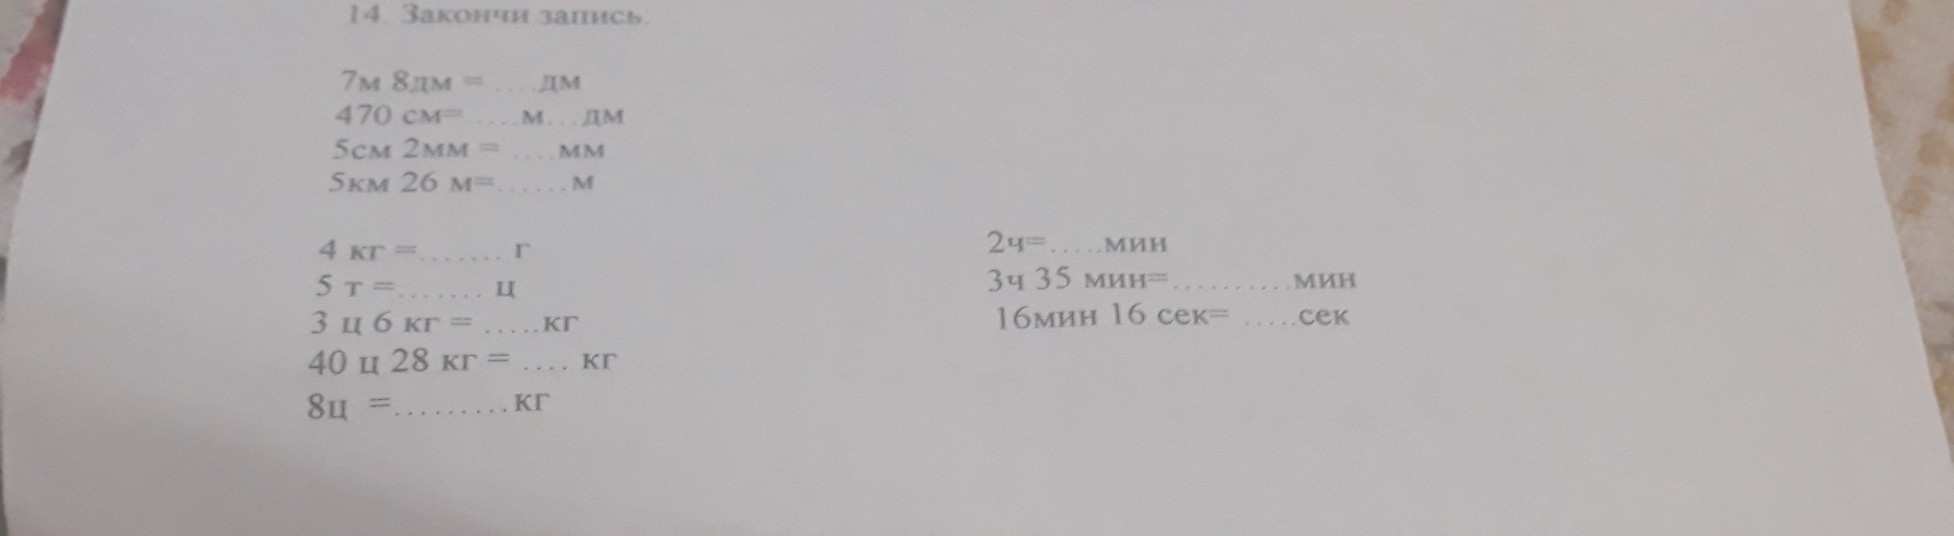 14. Закончи запись.
7м 8дм = ....дм
470 см= ....м...дм
5см 2мм = ....мм
5км 26 м=......м
4 кг =....... г
5 т =....... ц
3 ц 6 кг = .....кг
40 ц 28 кг = .... кг
8ц =.........кг
2ч=.....мин
3ч 35 мин=..........мин
16мин 16 сек= .....сек